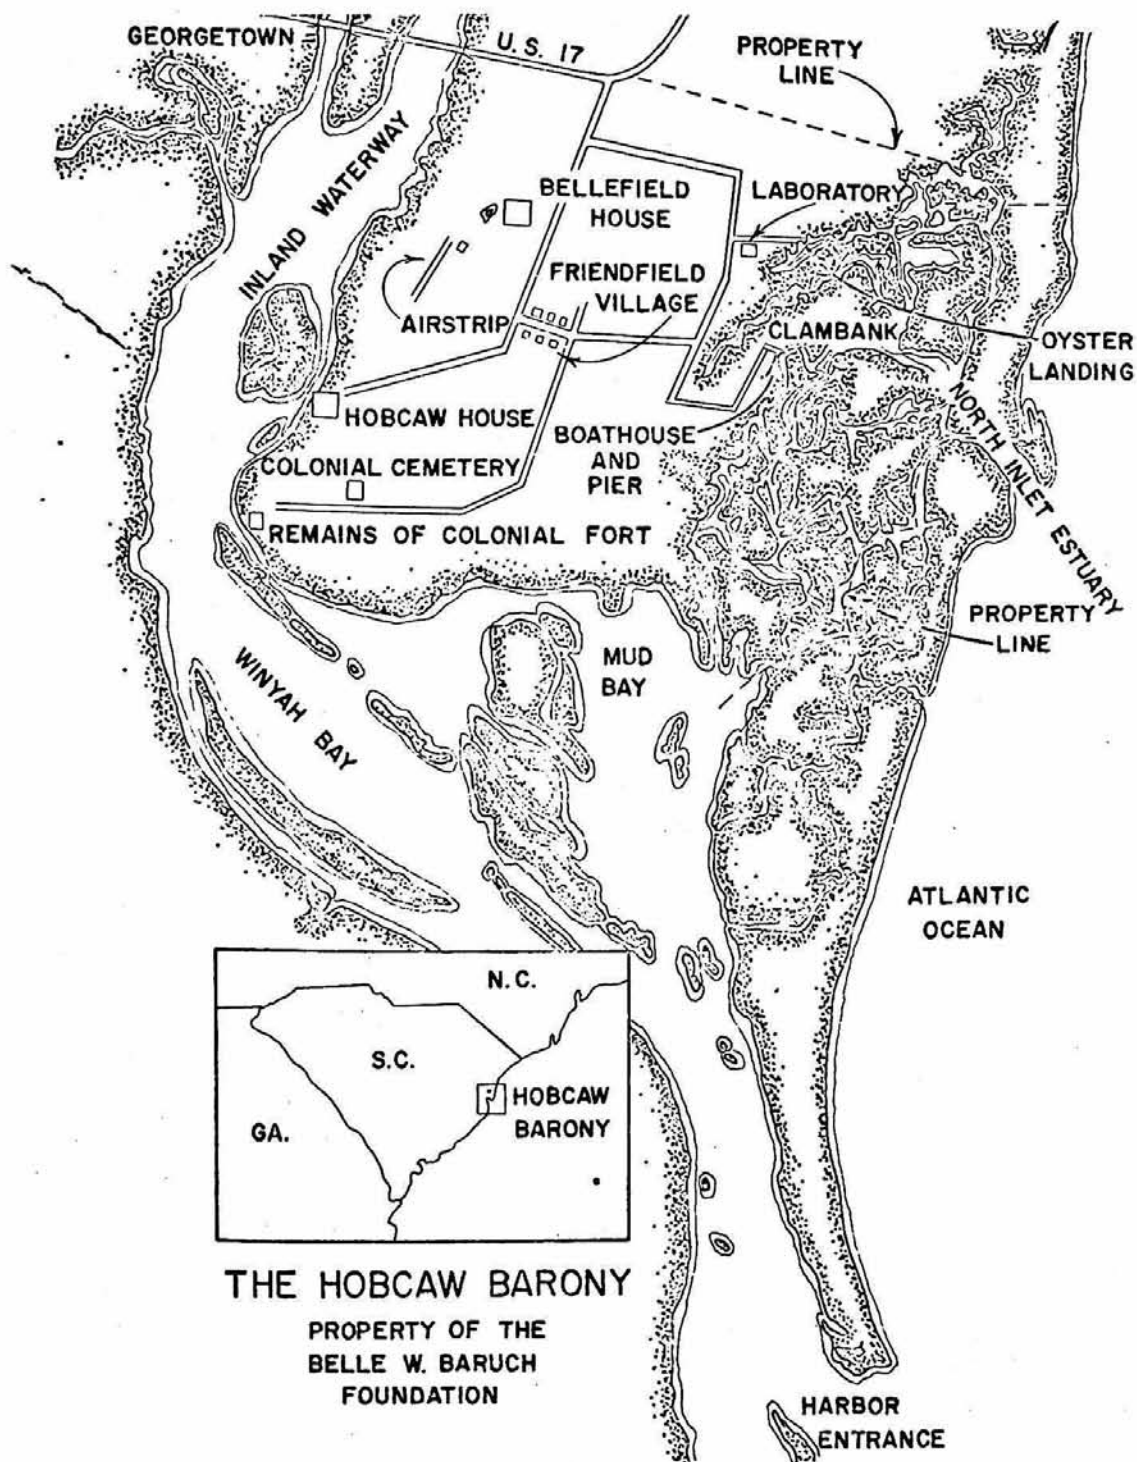 GEORGETOWN
U.S. 17
PROPERTY
LINE
INLAND WATERWAY
BELLEFIELD
HOUSE
LABORATORY
FRIENDFIELD
VILLAGE
AIRSTRIP
CLAMBANK
OYSTER
LANDING
HOBCAW HOUSE
BOATHOUSE
AND
PIER
NORTH INLET ESTUARY
COLONIAL CEMETERY
REMAINS OF COLONIAL FORT
PROPERTY
LINE
WINYAH BAY
MUD
BAY
ATLANTIC
OCEAN
N.C.
S.C.
GA.
HOBCAW
BARONY
THE HOBCAW BARONY
PROPERTY OF THE
BELLE W. BARUCH
FOUNDATION
HARBOR
ENTRANCE